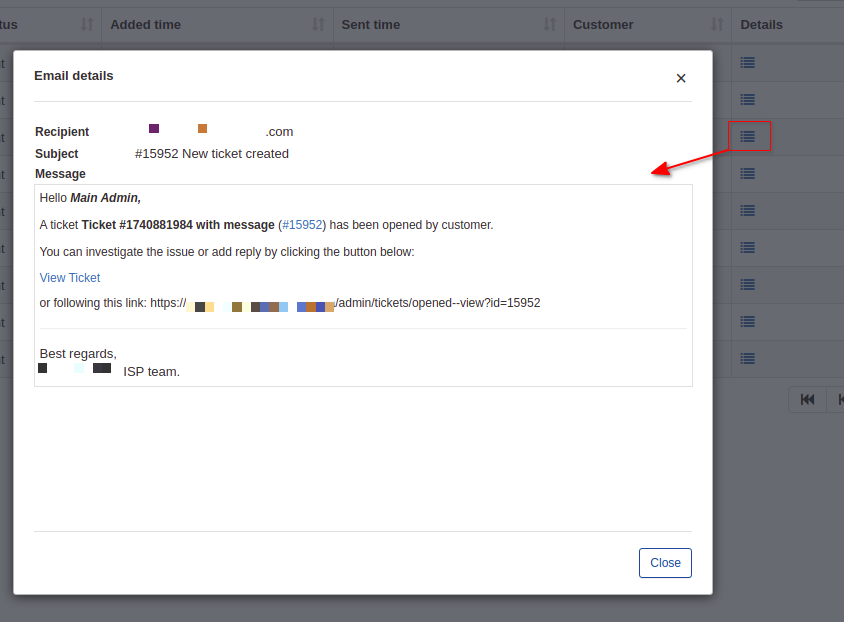 tus Added time Sent time Customer Details
Email details
Recipient .com
Subject #15952 New ticket created
Message
Hello Main Admin,
A ticket Ticket #1740881984 with message (#15952) has been opened by customer.
You can investigate the issue or add reply by clicking the button below:
View Ticket
or following this link: https:// /admin/tickets/opened--view?id=15952
Best regards,
ISP team.
Close